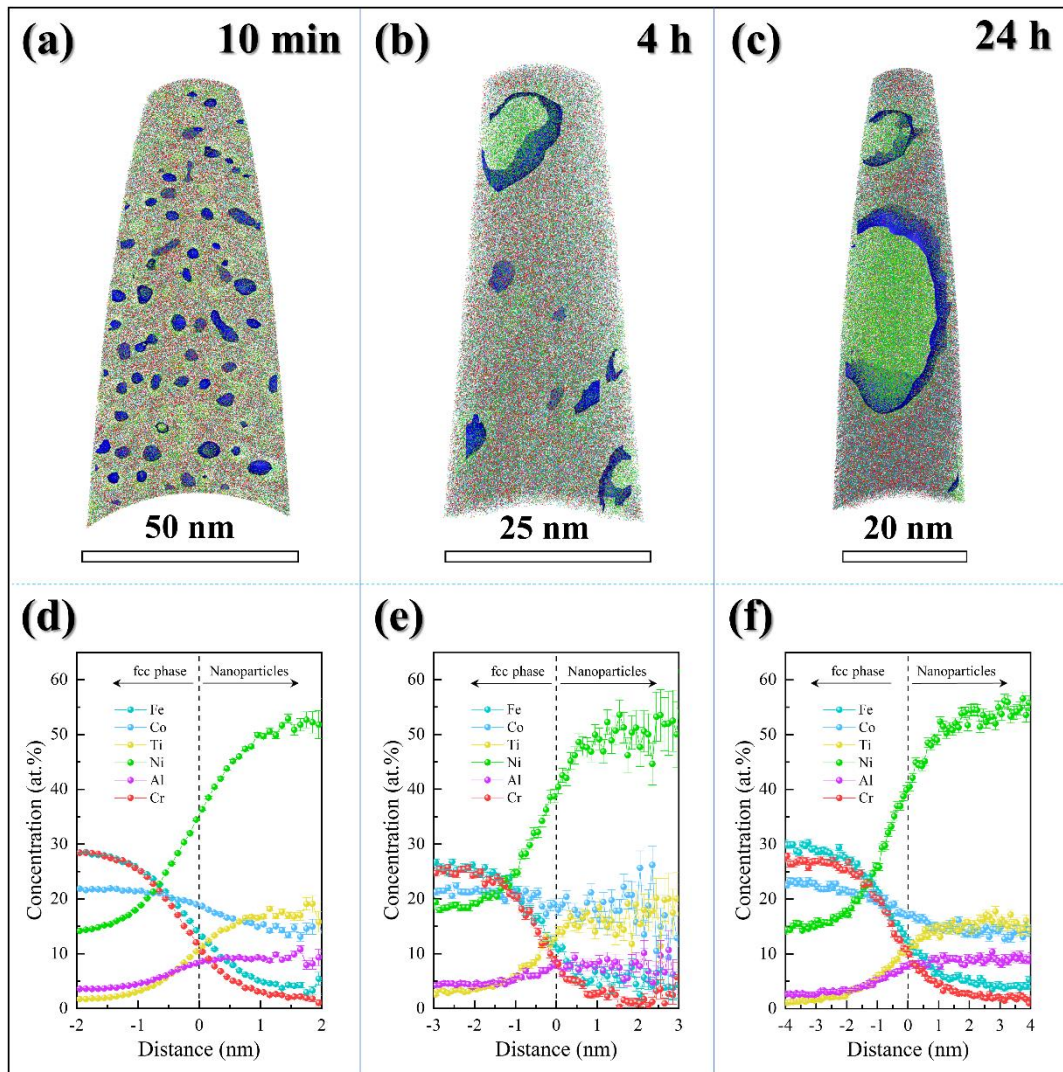 (a) 10 min
(b) 4 h
(c) 24 h
50 nm
25 nm
20 nm
(d)
fcc phase Nanoparticles
Fe
Co
Ti
Ni
Al
Cr
Concentration (at.%)
60
50
40
30
20
10
0
-2 -1 0 1 2
Distance (nm)
(e)
fcc phase Nanoparticles
Fe
Co
Ti
Ni
Al
Cr
Concentration (at.%)
60
50
40
30
20
10
0
-3 -2 -1 0 1 2 3
Distance (nm)
(f)
fcc phase Nanoparticles
Fe
Co
Ti
Ni
Al
Cr
Concentration (at.%)
60
50
40
30
20
10
0
-4 -3 -2 -1 0 1 2 3 4
Distance (nm)